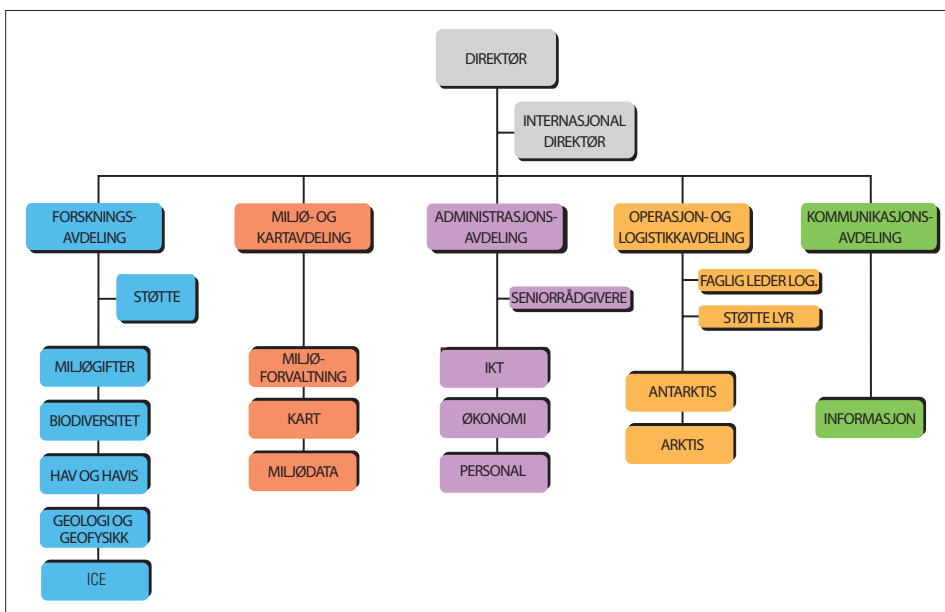 DIREKTØR
INTERNASJONAL
DIREKTØR
FORSKNINGS-
AVDELING
MILJØ- OG
KARTAVDELING
ADMINISTRASJONS-
AVDELING
OPERASJON- OG
LOGISTIKKAVDELING
KOMMUNIKASJONS-
AVDELING
STØTTE
SENIORRÅDGIVERE
FAGLIG LEDER LOG.
STØTTE LYR
MILJØGIFTER
BIODIVERSITET
HAV OG HAVIS
GEOLOGI OG
GEOFYSIKK
ICE
MILJØ-
FORVALTNING
KART
MILJØDATA
IKT
ØKONOMI
PERSONAL
ANTARKTIS
ARKTIS
INFORMASJON